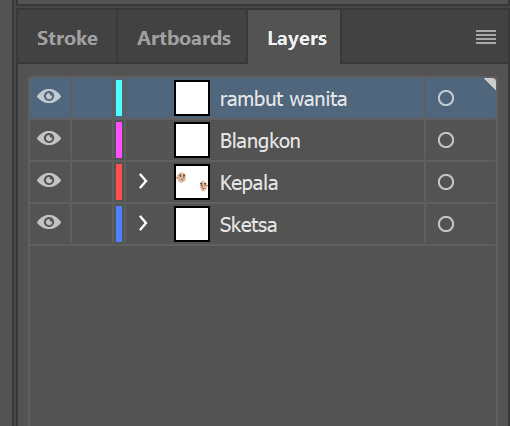 Stroke Artboards Layers
rambut wanita
Blangkon
Kepala
Sketsa